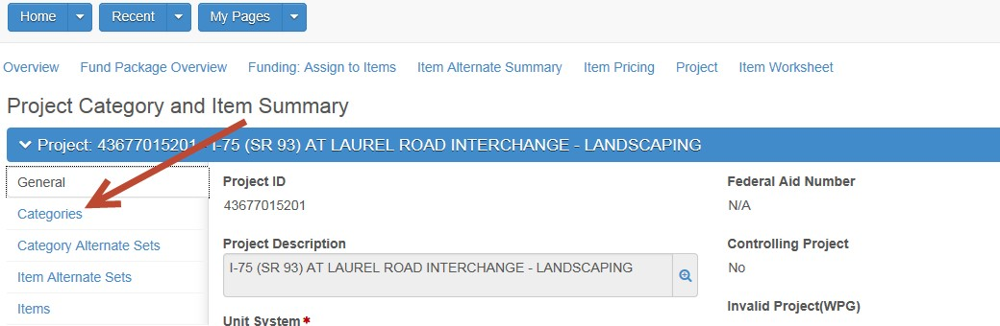 Home Recent My Pages
Overview Fund Package Overview Funding: Assign to Items Item Alternate Summary Item Pricing Project Item Worksheet
Project Category and Item Summary
Project: 43677015201 - I-75 (SR 93) AT LAUREL ROAD INTERCHANGE - LANDSCAPING
General
Categories
Category Alternate Sets
Item Alternate Sets
Items
Project ID
43677015201
Project Description
I-75 (SR 93) AT LAUREL ROAD INTERCHANGE - LANDSCAPING
Unit System*
Federal Aid Number
N/A
Controlling Project
No
Invalid Project(WPG)